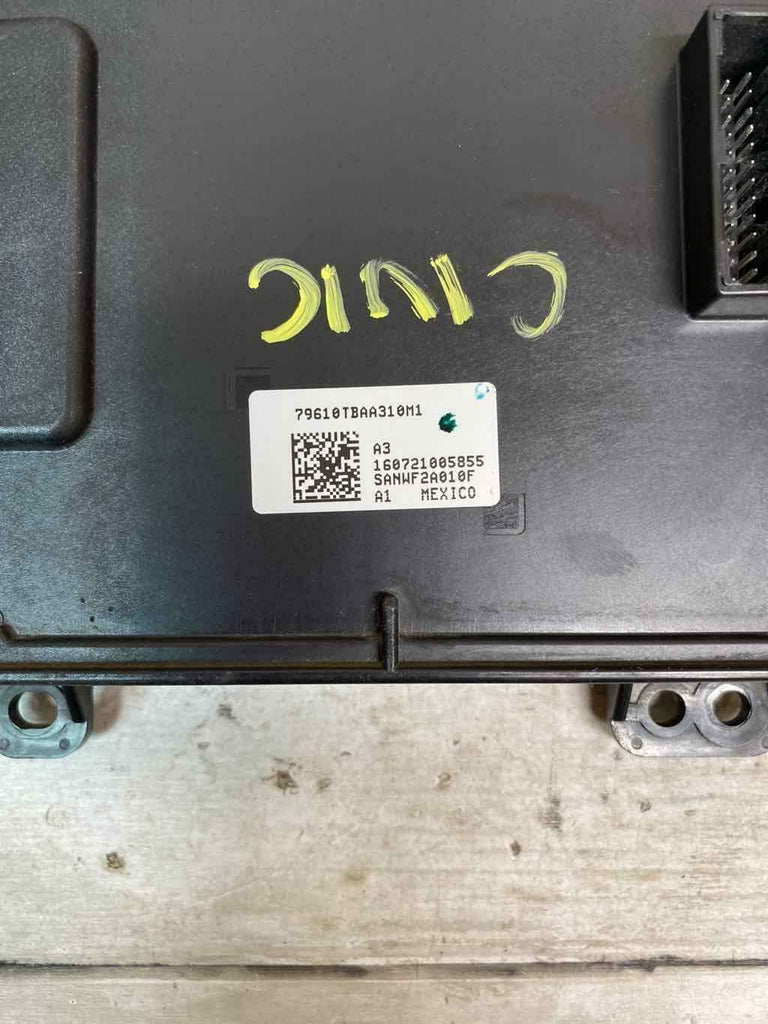 CIVIC
79610TBAA310M1
A3
160721005855
SANWF2A010F
A1 MEXICO